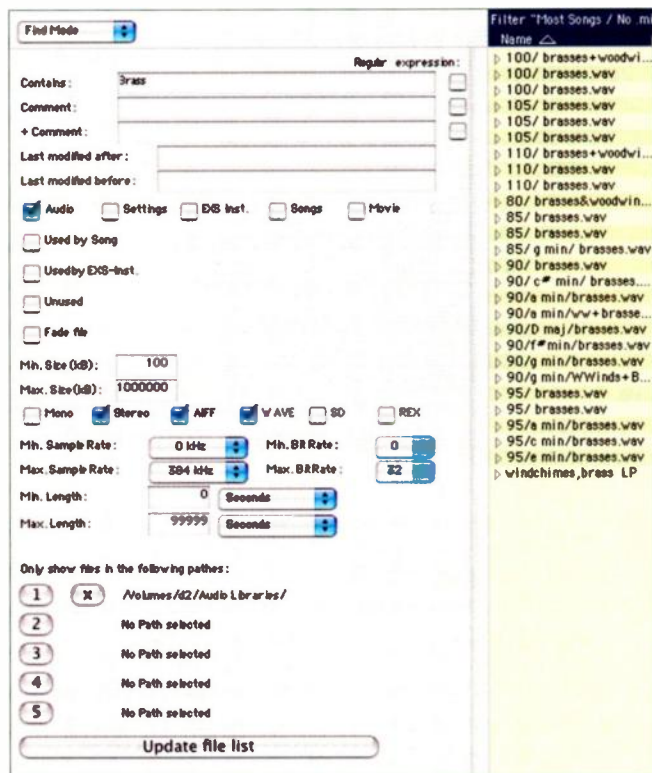 Find Mode
Regular expression:
Contains: Brass
Comment:
+ Comment:
Last modified after:
Last modified before:
Audio Settings EXS Inst. Songs Movie
Used by Song
Usedby EXS-Inst.
Unused
Fade file
Min. Size (kB): 100
Max. Size (kB): 1000000
Mono Stereo AIFF WAVE SD REX
Min. Sample Rate: 0 kHz Min. Bit Rate: 0
Max. Sample Rate: 384 kHz Max. Bit Rate: 32
Min. Length: 0 Seconds
Max. Length: 99999 Seconds
Only show files in the following pathes:
1 X /Volumes/d2/Audio Libraries/
2 No Path selected
3 No Path selected
4 No Path selected
5 No Path selected
Update file list
Filter "Most Songs / No .mi
Name
100/ brasses+woodwi...
100/ brasses.wav
100/ brasses.wav
105/ brasses.wav
105/ brasses.wav
105/ brasses.wav
110/ brasses+woodwi...
110/ brasses.wav
110/ brasses.wav
80/ brasses&woodwin...
85/ brasses.wav
85/ brasses.wav
85/ g min/ brasses.wav
90/ brasses.wav
90/ c# min/ brasses....
90/a min/brasses.wav
90/a min/ww+brasse...
90/D maj/brasses.wav
90/f#min/brasses.wav
90/g min/brasses.wav
90/g min/WWinds+B...
95/ brasses.wav
95/ brasses.wav
95/a min/brasses.wav
95/c min/brasses.wav
95/e min/brasses.wav
windchimes,brass LP